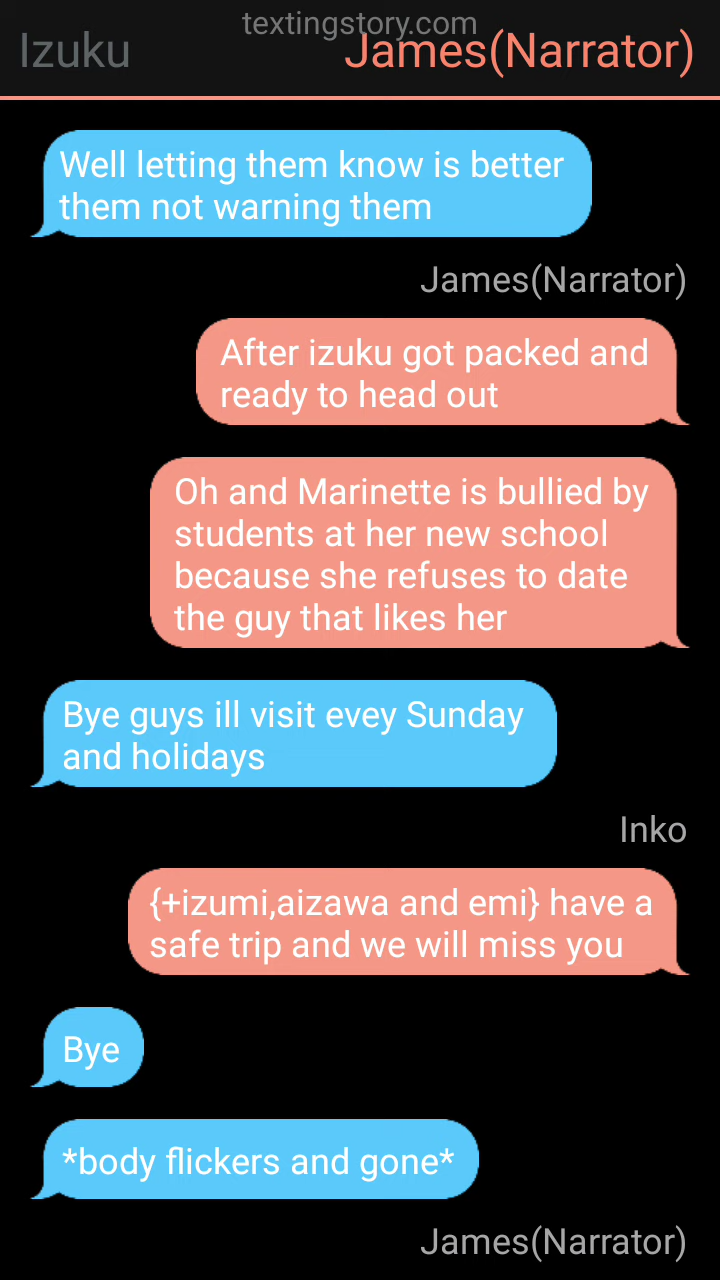 textingstory.com
Izuku
James(Narrator)
Well letting them know is better
them not warning them
James(Narrator)
After izuku got packed and
ready to head out
Oh and Marinette is bullied by
students at her new school
because she refuses to date
the guy that likes her
Bye guys ill visit evey Sunday
and holidays
Inko
{+izumi,aizawa and emi} have a
safe trip and we will miss you
Bye
*body flickers and gone*
James(Narrator)